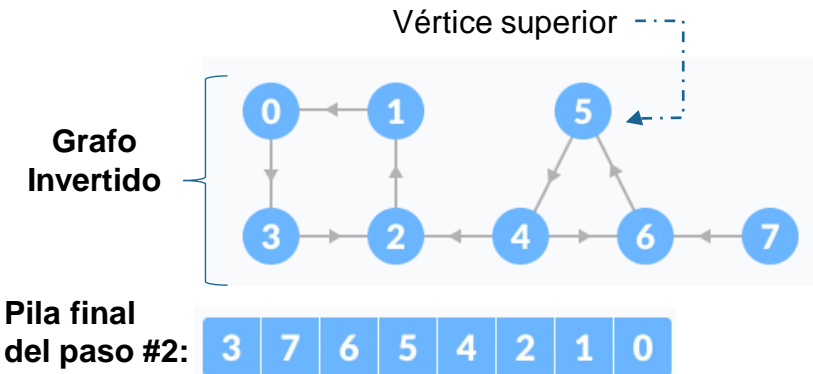 Vértice superior
Grafo
Invertido
0 1 5
3 2 4 6 7
Pila final
del paso #2: 3 7 6 5 4 2 1 0